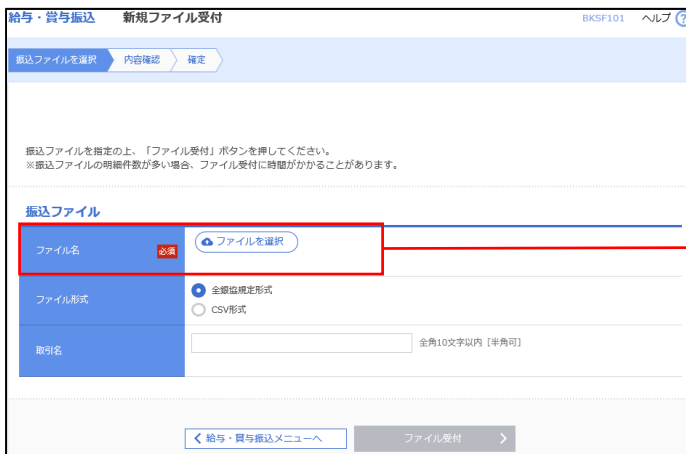 給与・賞与振込 新規ファイル受付 BKSF101 ヘルプ ?
振込ファイルを選択 内容確認 確定
振込ファイルを指定の上、「ファイル受付」ボタンを押してください。
※振込ファイルの明細件数が多い場合、ファイル受付に時間がかかることがあります。
振込ファイル
ファイル名 必須 ファイルを選択
ファイル形式 全銀協規定形式
CSV形式
取引名 全角10文字以内 [半角可]
給与・賞与振込メニューへ ファイル受付